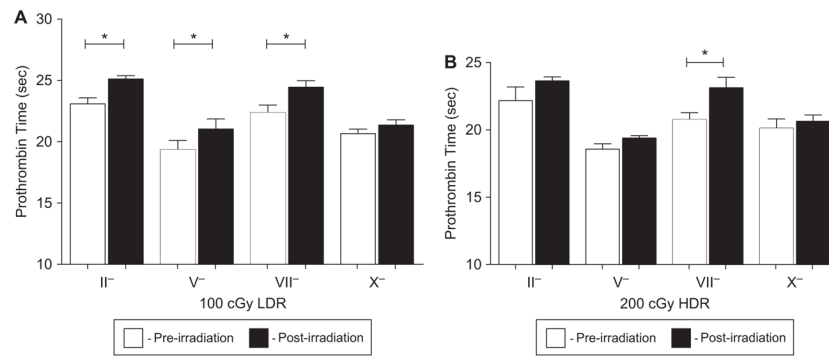 A
Prothrombin Time (sec)
30
25
20
15
10
*
*
*
II–
V–
VII–
X–
100 cGy LDR
- Pre-irradiation
- Post-irradiation
B
Prothrombin Time (sec)
25
20
15
10
*
II–
V–
VII–
X–
200 cGy HDR
- Pre-irradiation
- Post-irradiation